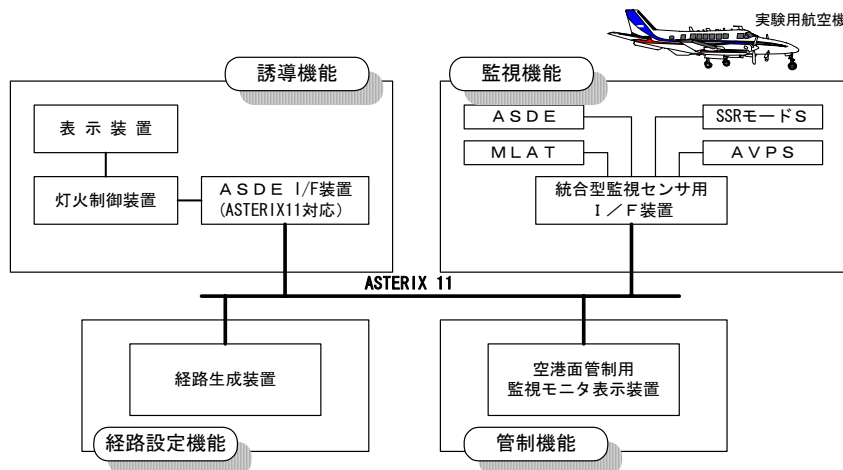 実験用航空機
誘導機能
監視機能
表 示 装 置
灯火制御装置
ＡＳＤＥ I/F装置
(ASTERIX11対応)
ＡＳＤＥ
SSRモードS
ＭＬＡＴ
ＡＶＰＳ
統合型監視センサ用
Ｉ／Ｆ装置
ASTERIX 11
経路生成装置
空港面管制用
監視モニタ表示装置
経路設定機能
管制機能